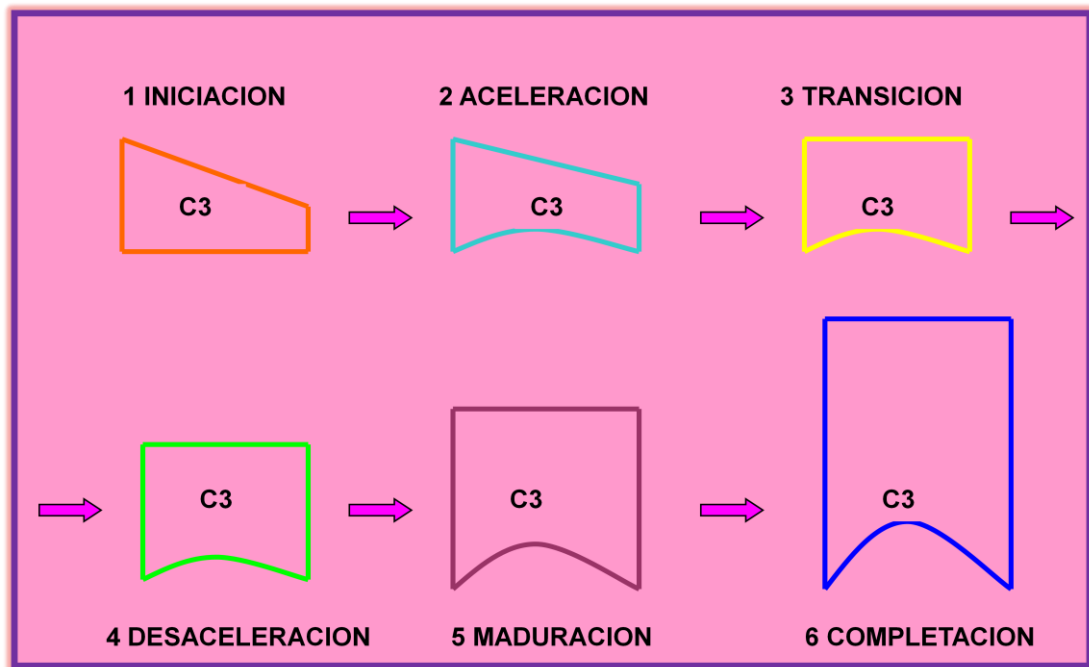 1 INICIACION
2 ACELERACION
3 TRANSICION
C3
C3
C3
C3
C3
C3
4 DESACELERACION
5 MADURACION
6 COMPLETACION